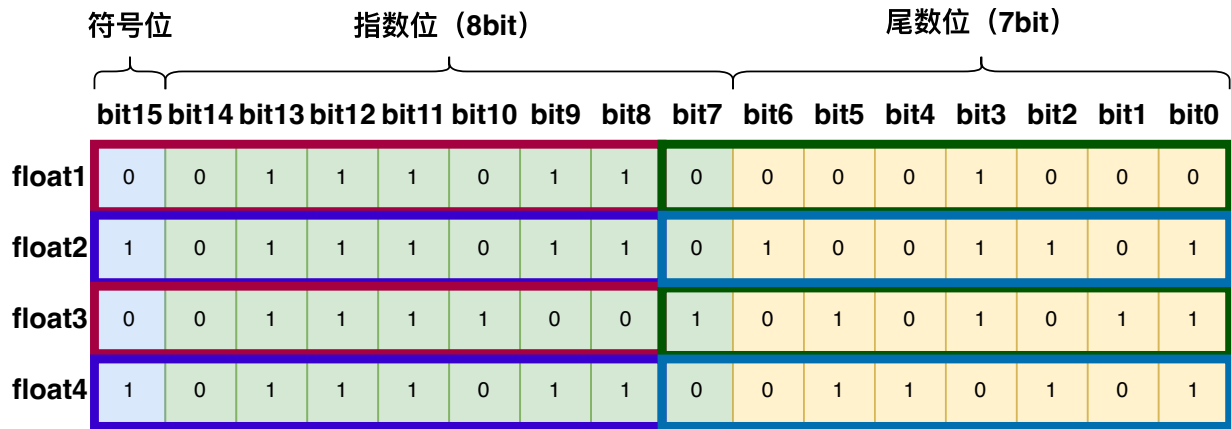 符号位 指数位（8bit） 尾数位（7bit）
bit15 bit14 bit13 bit12 bit11 bit10 bit9 bit8 bit7 bit6 bit5 bit4 bit3 bit2 bit1 bit0
float1 0 0 1 1 1 0 1 1 0 0 0 0 1 0 0 0
float2 1 0 1 1 1 0 1 1 0 1 0 0 1 1 0 1
float3 0 0 1 1 1 1 0 0 1 0 1 0 1 0 1 1
float4 1 0 1 1 1 0 1 1 0 0 1 1 0 1 0 1